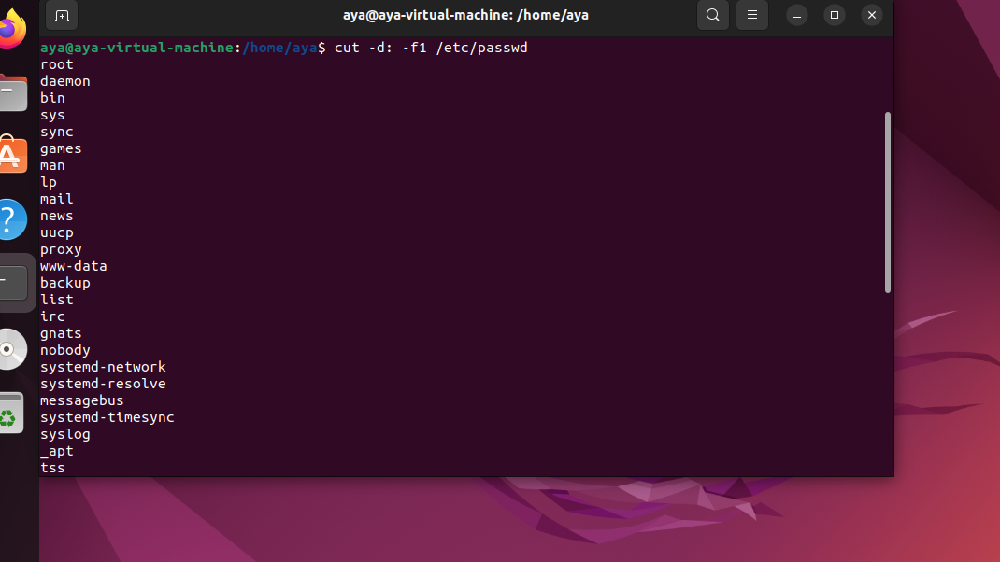 aya@aya-virtual-machine: /home/aya
aya@aya-virtual-machine:/home/aya$ cut -d: -f1 /etc/passwd
root
daemon
bin
sys
sync
games
man
lp
mail
news
uucp
proxy
www-data
backup
list
irc
gnats
nobody
systemd-network
systemd-resolve
messagebus
systemd-timesync
syslog
_apt
tss